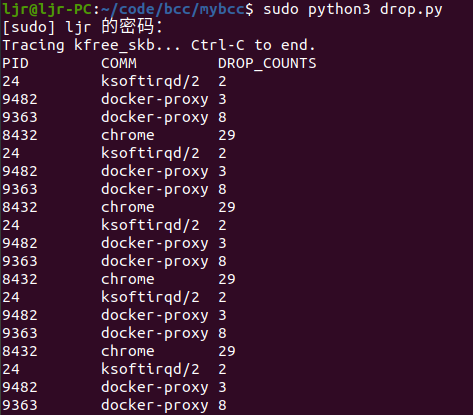 ljr@ljr-PC:~/code/bcc/mybcc$ sudo python3 drop.py
[sudo] ljr 的密码：
Tracing kfree_skb... Ctrl-C to end.
PID COMM DROP_COUNTS
24 ksoftirqd/2 2
9482 docker-proxy 3
9363 docker-proxy 8
8432 chrome 29
24 ksoftirqd/2 2
9482 docker-proxy 3
9363 docker-proxy 8
8432 chrome 29
24 ksoftirqd/2 2
9482 docker-proxy 3
9363 docker-proxy 8
8432 chrome 29
24 ksoftirqd/2 2
9482 docker-proxy 3
9363 docker-proxy 8
8432 chrome 29
24 ksoftirqd/2 2
9482 docker-proxy 3
9363 docker-proxy 8